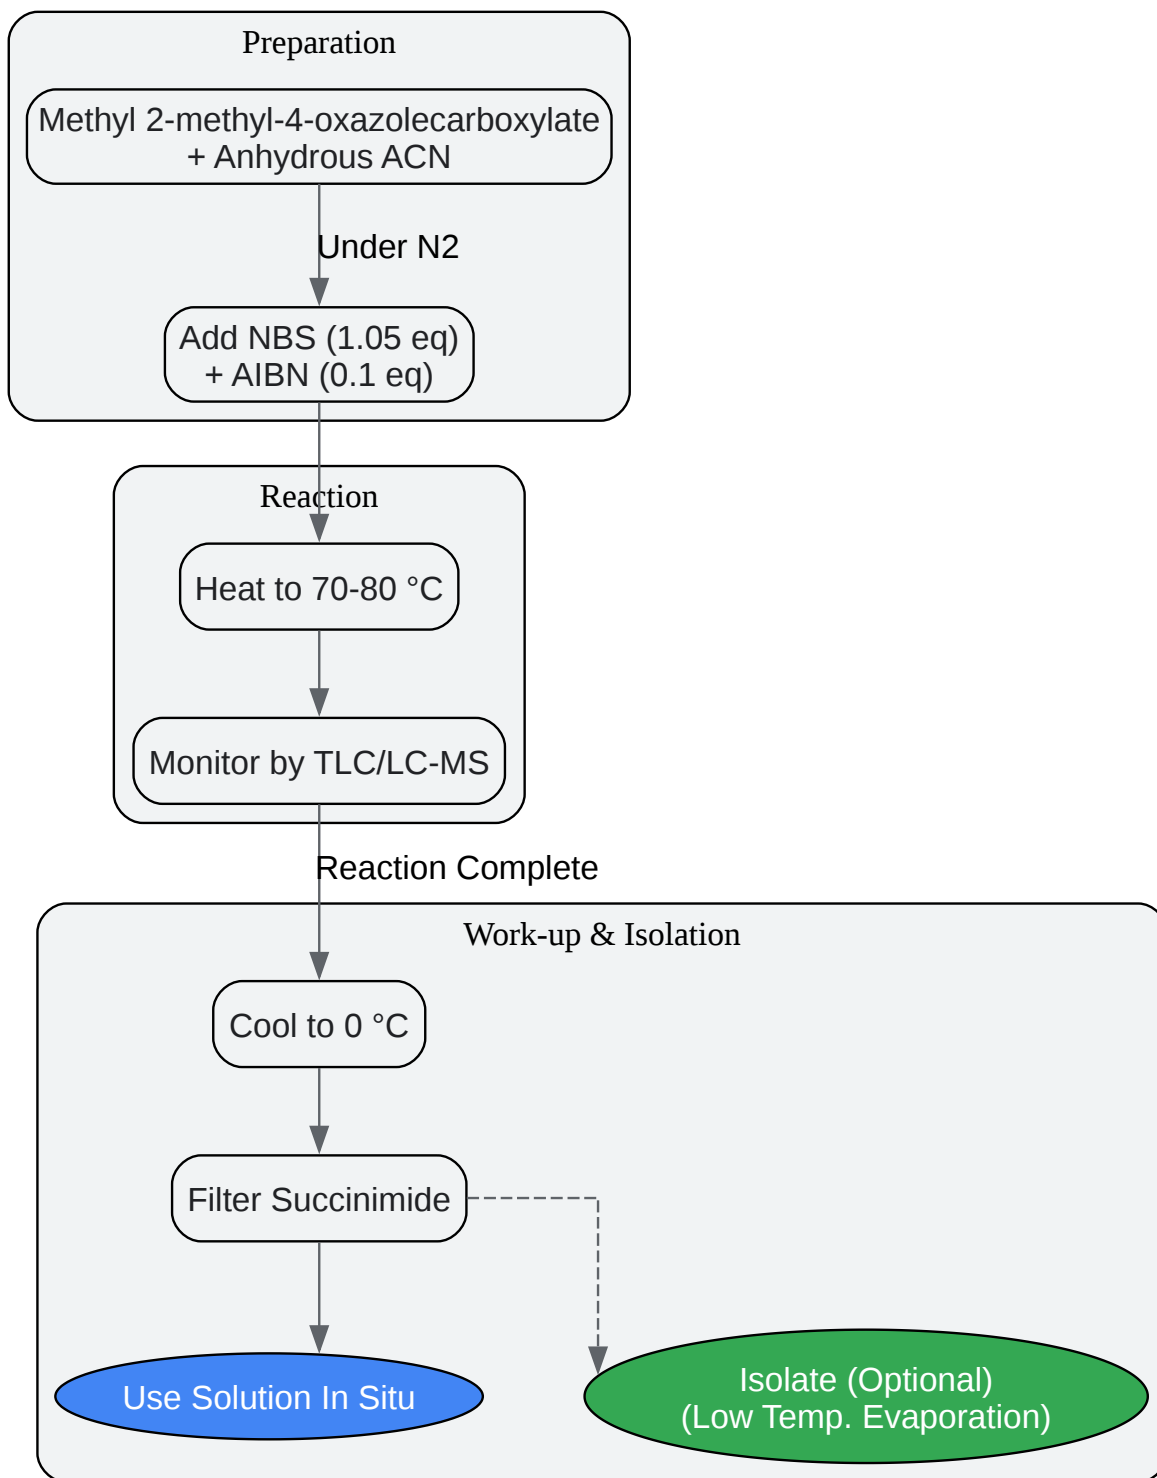 Preparation
Methyl 2-methyl-4-oxazolecarboxylate
+ Anhydrous ACN
Under N2
Add NBS (1.05 eq)
+ AIBN (0.1 eq)
Reaction
Heat to 70-80 °C
Monitor by TLC/LC-MS
Reaction Complete
Work-up & Isolation
Cool to 0 °C
Filter Succinimide
Use Solution In Situ
Isolate (Optional)
(Low Temp. Evaporation)